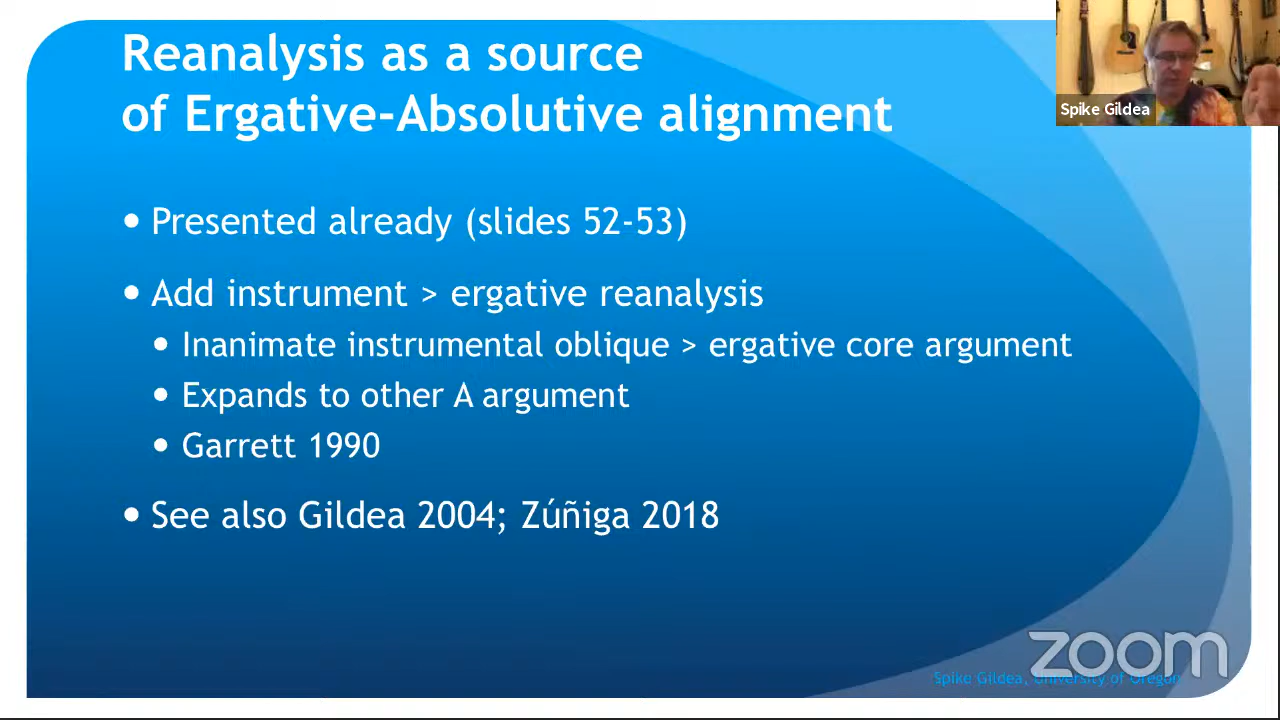 Reanalysis as a source
of Ergative-Absolutive alignment
Spike Gildea
• Presented already (slides 52-53)
• Add instrument > ergative reanalysis
• Inanimate instrumental oblique > ergative core argument
• Expands to other A argument
• Garrett 1990
• See also Gildea 2004; Zúñiga 2018
zoom
Spike Gildea, University of Oregon